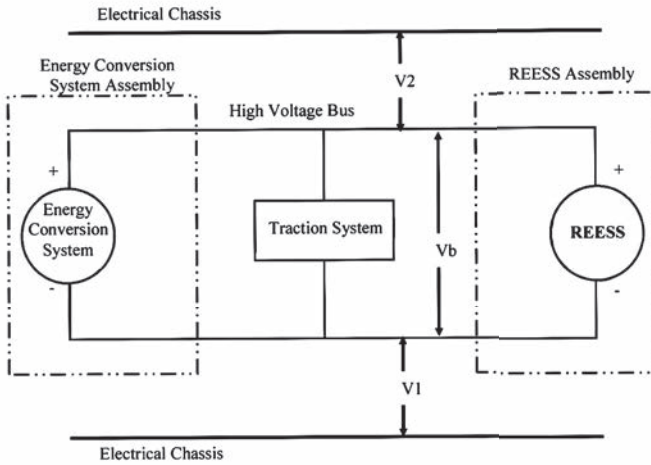 Electrical Chassis
Energy Conversion
System Assembly
V2
REESS Assembly
High Voltage Bus
+
+
Energy
Conversion
System
Traction System
Vb
REESS
-
-
V1
Electrical Chassis